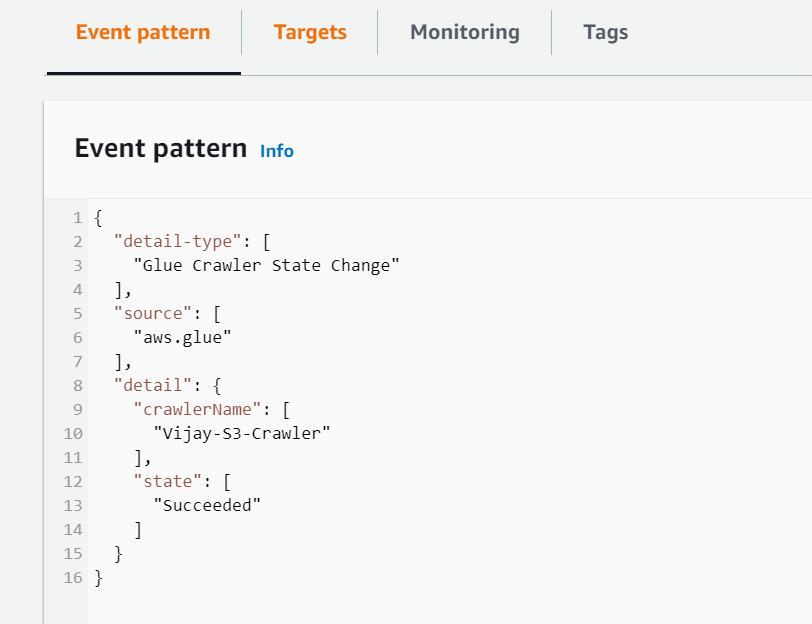 Event pattern Targets Monitoring Tags
Event pattern Info
1 {
2 "detail-type": [
3 "Glue Crawler State Change"
4 ],
5 "source": [
6 "aws.glue"
7 ],
8 "detail": {
9 "crawlerName": [
10 "Vijay-S3-Crawler"
11 ],
12 "state": [
13 "Succeeded"
14 ]
15 }
16 }